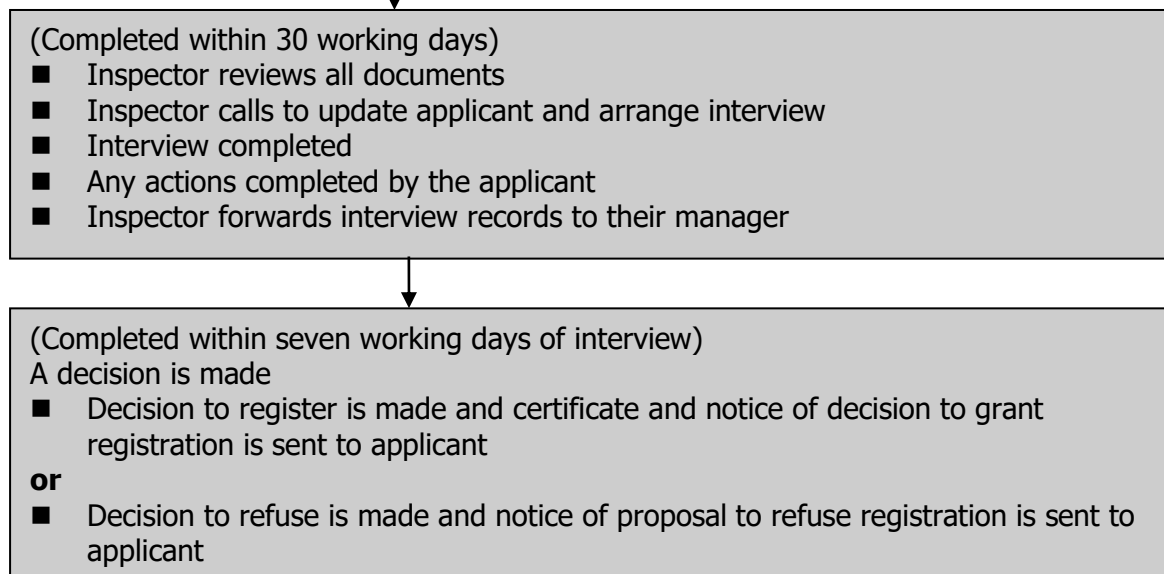 (Completed within 30 working days)
■ Inspector reviews all documents
■ Inspector calls to update applicant and arrange interview
■ Interview completed
■ Any actions completed by the applicant
■ Inspector forwards interview records to their manager
(Completed within seven working days of interview)
A decision is made
■ Decision to register is made and certificate and notice of decision to grant
registration is sent to applicant
or
■ Decision to refuse is made and notice of proposal to refuse registration is sent to
applicant